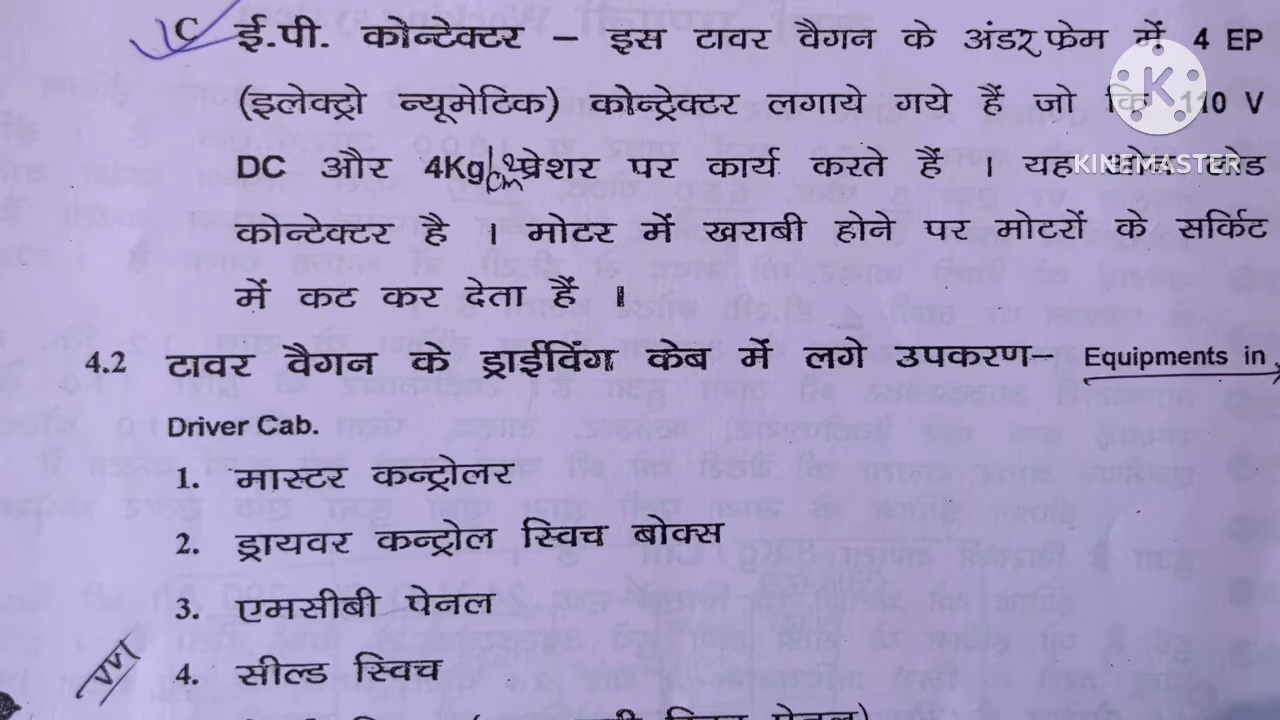 C ई.पी. कोन्टेक्टर – इस टावर वैगन के अंडर फ्रेम में 4 EP
(इलेक्ट्रो न्यूमेटिक) कोन्ट्रेक्टर लगाये गये हैं जो कि 110 V
DC और 4Kg/cm2 प्रेशर पर कार्य करते हैं । यह लोड
कोन्टेक्टर है । मोटर में खराबी होने पर मोटरों के सर्किट
में कट कर देता हैं ।
4.2 टावर वैगन के ड्राईविंग केब में लगे उपकरण– Equipments in
Driver Cab.
1. मास्टर कन्ट्रोलर
2. ड्रायवर कन्ट्रोल स्विच बोक्स
3. एमसीबी पेनल
4. सील्ड स्विच
K
KINEMASTER